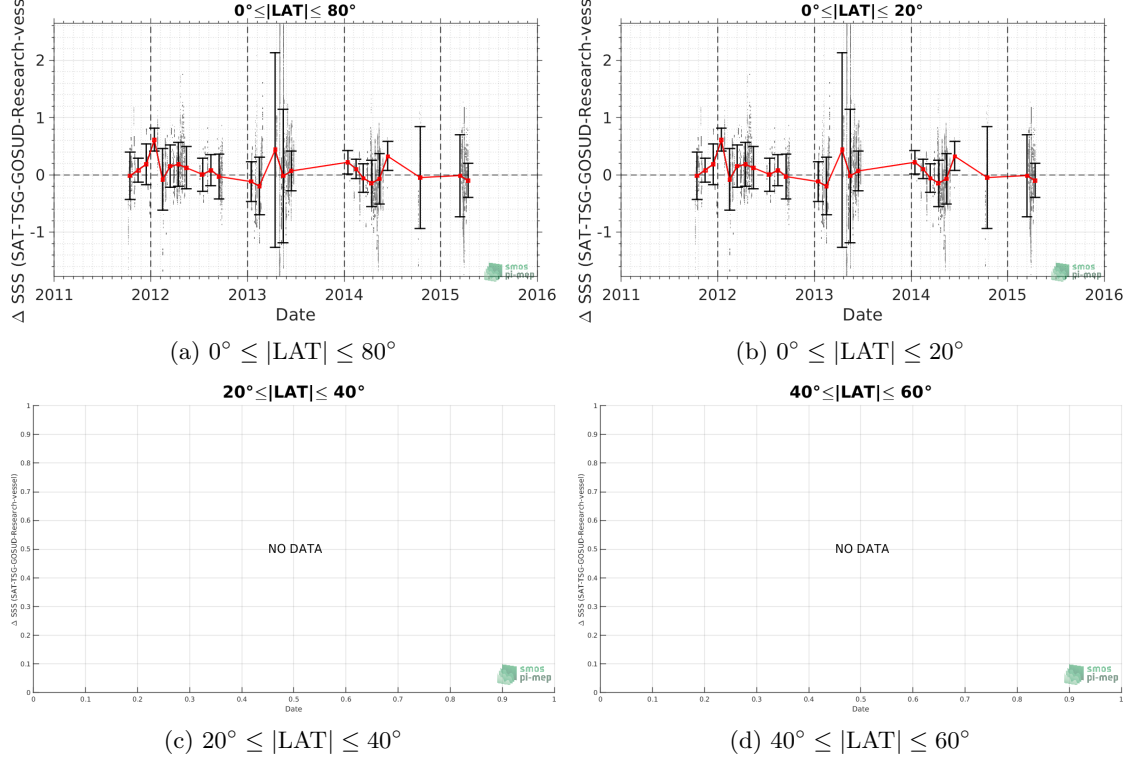 0°≤|LAT|≤ 80°
Δ SSS (SAT-TSG-GOSUD-Research-vess
2
1
0
-1
2011 2012 2013 2014 2015 2016
Date
smos
pi-mep
(a) 0° ≤ |LAT| ≤ 80°
0°≤|LAT|≤ 20°
Δ SSS (SAT-TSG-GOSUD-Research-vess
2
1
0
-1
2011 2012 2013 2014 2015 2016
Date
smos
pi-mep
(b) 0° ≤ |LAT| ≤ 20°
20°≤|LAT|≤ 40°
Δ SSS (SAT-TSG-GOSUD-Research-vessel)
1
0.9
0.8
0.7
0.6
0.5
0.4
0.3
0.2
0.1
0
NO DATA
0 0.1 0.2 0.3 0.4 0.5 0.6 0.7 0.8 0.9 1
Date
smos
pi-mep
(c) 20° ≤ |LAT| ≤ 40°
40°≤|LAT|≤ 60°
Δ SSS (SAT-TSG-GOSUD-Research-vessel)
1
0.9
0.8
0.7
0.6
0.5
0.4
0.3
0.2
0.1
0
NO DATA
0 0.1 0.2 0.3 0.4 0.5 0.6 0.7 0.8 0.9 1
Date
smos
pi-mep
(d) 40° ≤ |LAT| ≤ 60°